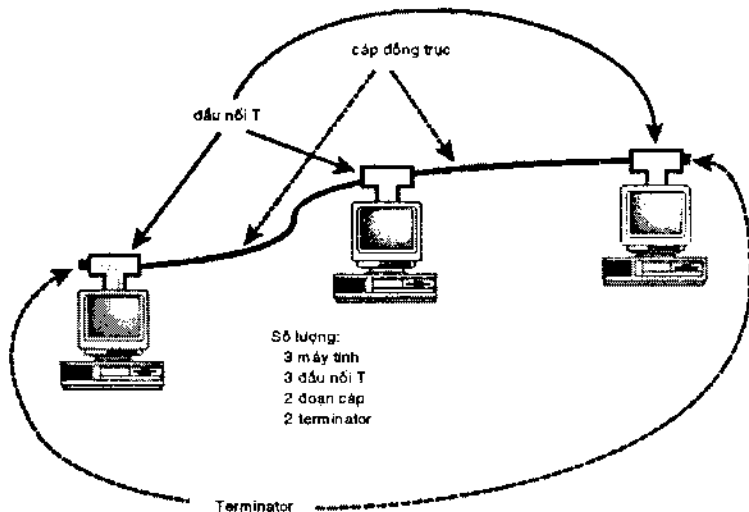 cáp đồng trục
đầu nối T
Số lượng:
3 máy tính
3 đầu nối T
2 đoạn cáp
2 terminator
Terminator